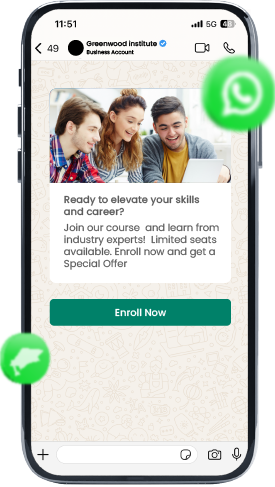 11:51
5G 49
49
Greenwood institute
Business Account
Ready to elevate your skills
and career?
Join our course and learn from
industry experts! Limited seats
available. Enroll now and get a
Special Offer
Enroll Now